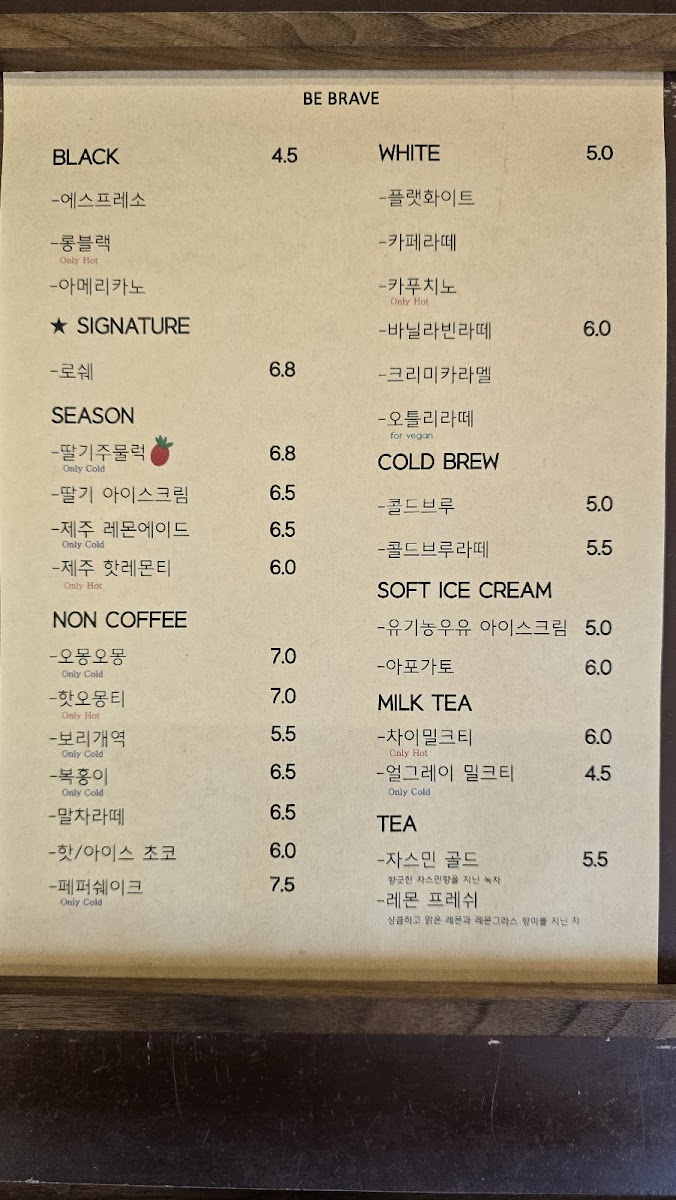 BE BRAVE
BLACK 4.5
-에스프레소
-롱블랙
Only Hot
-아메리카노
★ SIGNATURE
-로쉐 6.8
SEASON
-딸기주물럭 6.8
Only Cold
-딸기 아이스크림 6.5
-제주 레몬에이드 6.5
Only Cold
-제주 핫레몬티 6.0
Only Hot
NON COFFEE
-오몽오몽 7.0
Only Cold
-핫오몽티 7.0
Only Hot
-보리개역 5.5
Only Cold
-복홍이 6.5
Only Cold
-말차라떼 6.5
-핫/아이스 초코 6.0
-페퍼쉐이크 7.5
Only Cold
WHITE 5.0
-플랫화이트
-카페라떼
-카푸치노
Only Hot
-바닐라빈라떼 6.0
-크리미카라멜
-오틀리라떼
for vegan
COLD BREW
-콜드브루 5.0
-콜드브루라떼 5.5
SOFT ICE CREAM
-유기농우유 아이스크림 5.0
-아포가토 6.0
MILK TEA
-차이밀크티 6.0
Only Hot
-얼그레이 밀크티 4.5
Only Cold
TEA
-자스민 골드 5.5
향긋한 자스민향을 지닌 녹차
-레몬 프레쉬
상큼하고 맑은 레몬과 레몬그라스 향미를 지닌 차